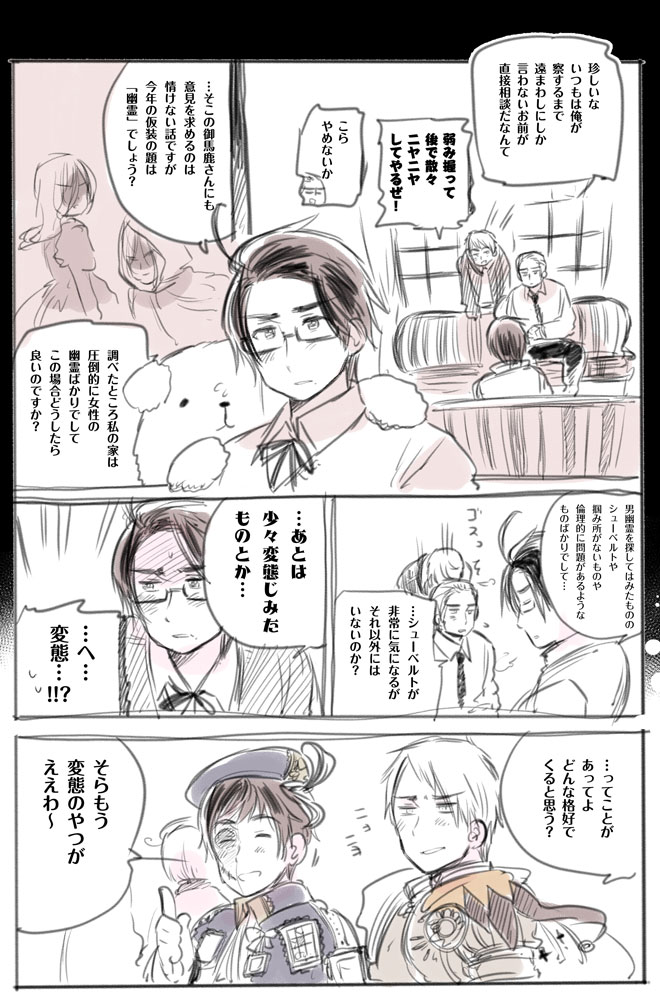 珍しいな
いつもは俺が
察するまで
遠まわしにしか
言わないお前が
直接相談だなんて
弱み握って
後で散々
ニヤニヤ
してやるぜ!
こら
やめないか
…そこの御馬鹿さんにも
意見を求めるのは
情けない話ですが
今年の仮装の題は
「幽霊」でしょう?
調べたところ私の家は
圧倒的に女性の
幽霊ばかりでして
この場合どうしたら
良いのですか?
男幽霊を探してはみたものの
シューベルトや
掴み所がないものや
倫理的に問題があるような
ものばかりでして…
ゴスっ
…シューベルトが
非常に気になるが
それ以外には
いないのか?
…あとは
少々変態じみた
ものとか…
…へ…
変態…!!?
…ってことが
あってよ
どんな格好で
くると思う?
ニヨ
ニヨ
そらもう
変態のやつが
ええわ~